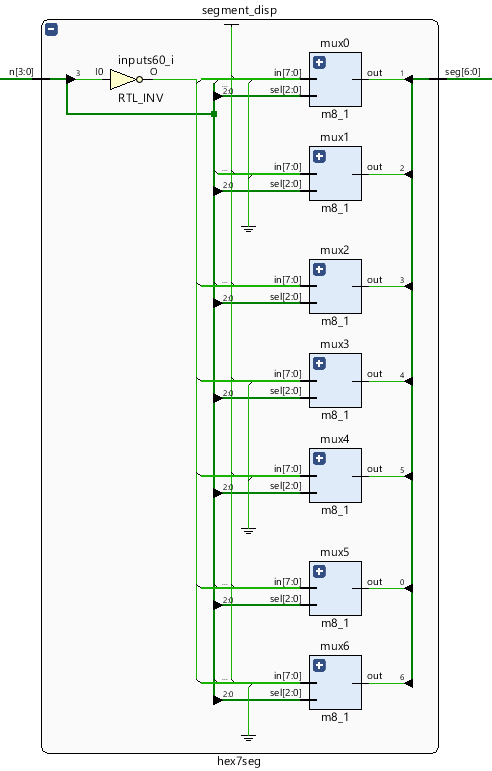 segment_disp
n[3:0]
3
inputs60_i
I0
O
RTL_INV
mux0
in[7:0]
2:0
sel[2:0]
out
1
seg[6:0]
m8_1
mux1
...
in[7:0]
2:0
sel[2:0]
out
2
m8_1
mux2
...
in[7:0]
2:0
sel[2:0]
out
3
m8_1
mux3
in[7:0]
2:0
sel[2:0]
out
4
m8_1
mux4
...
in[7:0]
2:0
sel[2:0]
out
5
m8_1
mux5
...
in[7:0]
2:0
sel[2:0]
out
0
m8_1
mux6
...
in[7:0]
2:0
sel[2:0]
out
6
m8_1
hex7seg